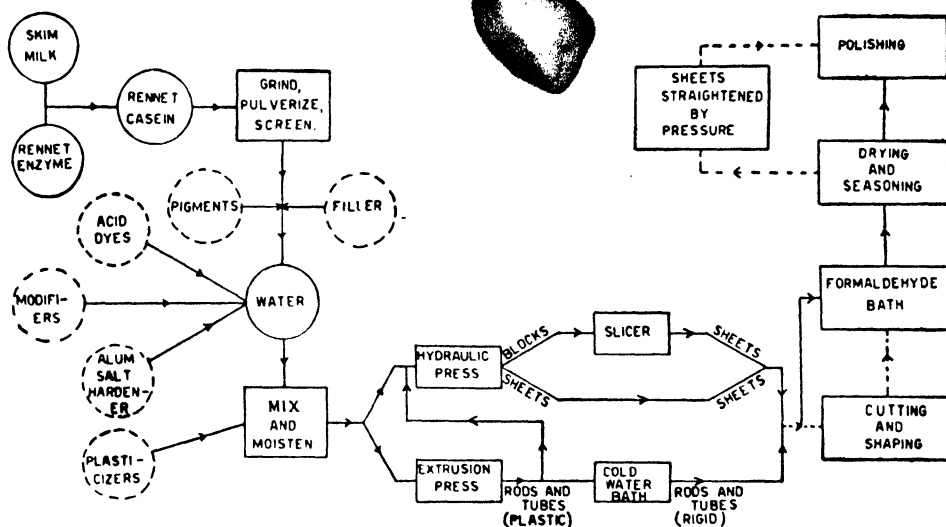 SKIM
MILK
RENNET
ENZYME
RENNET
CASEIN
GRIND,
PULVERIZE,
SCREEN.
PIGMENTS
FILLER
ACID
DYES
MODIFI-
ERS
ALUM
SALT
HARDEN-
ER
PLASTI-
CIZERS
WATER
MIX
AND
MOISTEN
HYDRAULIC
PRESS
BLOCKS
SHEETS
SLICER
SHEETS
SHEETS
EXTRUSION
PRESS
RODS AND
TUBES
(PLASTIC)
COLD
WATER
BATH
RODS AND
TUBES
(RIGID)
CUTTING
AND
SHAPING
FORMALDEHYDE
BATH
DRYING
AND
SEASONING
SHEETS
STRAIGHTENED
BY
PRESSURE
POLISHING